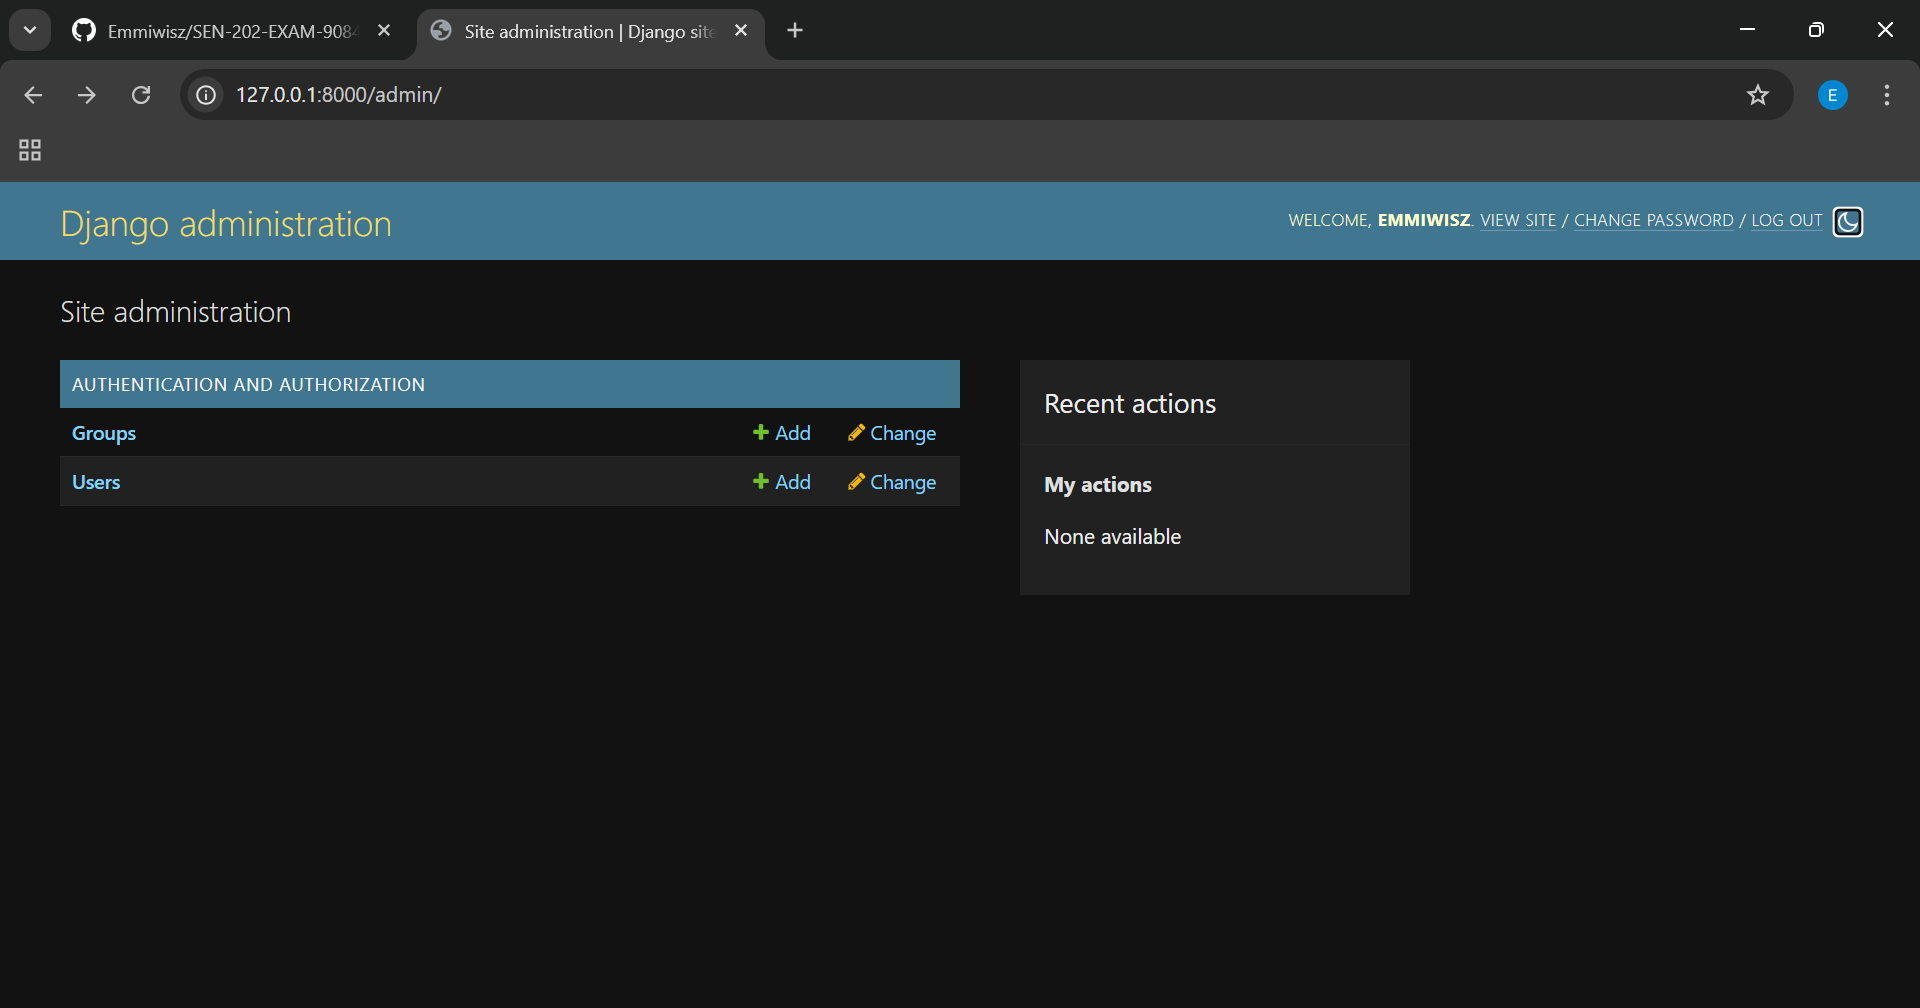 Emmiwisz/SEN-202-EXAM-9084
Site administration | Django site
127.0.0.1:8000/admin/
E
Django administration
WELCOME, EMMIWISZ. VIEW SITE / CHANGE PASSWORD / LOG OUT
Site administration
AUTHENTICATION AND AUTHORIZATION
Groups Add Change
Users Add Change
Recent actions
My actions
None available